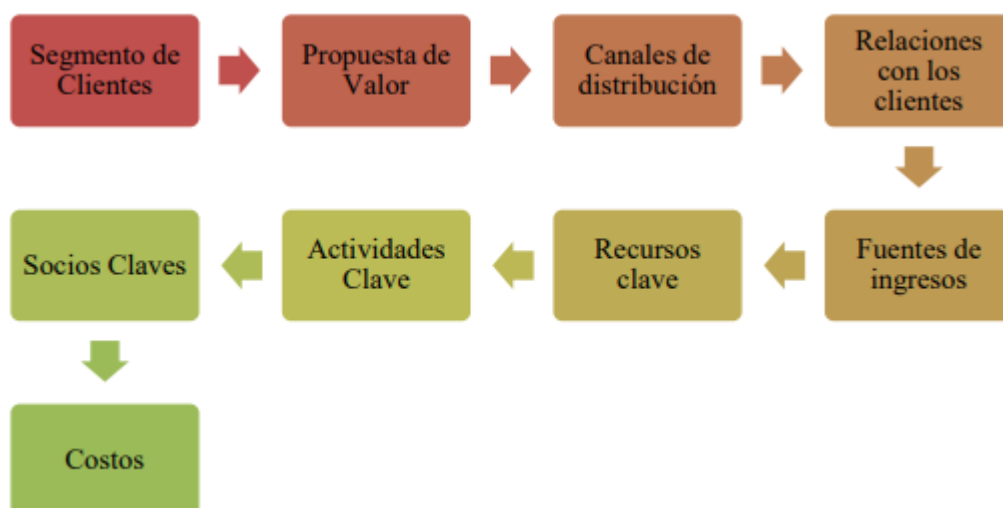 Segmento de
Clientes
Propuesta de
Valor
Canales de
distribución
Relaciones
con los
clientes
Fuentes de
ingresos
Recursos
clave
Actividades
Clave
Socios Claves
Costos